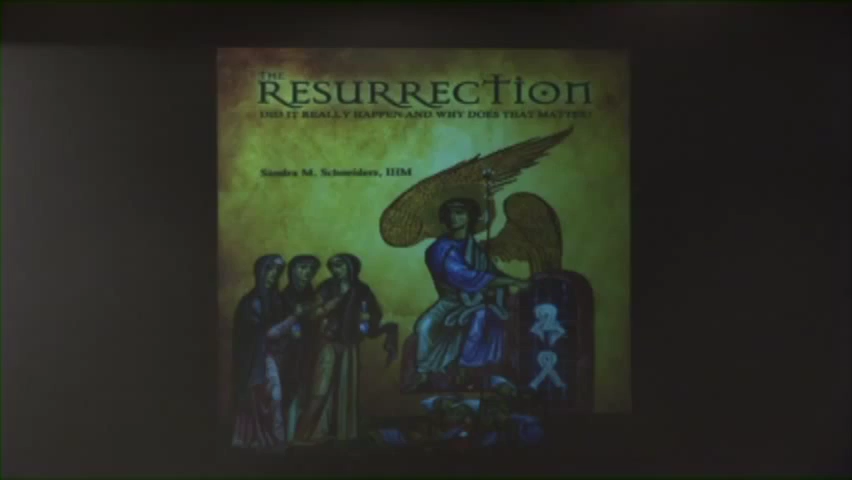 THE
RESURRECTION
DID IT REALLY HAPPEN AND WHY DOES THAT MATTER?
Sandra M. Schneiders, IHM